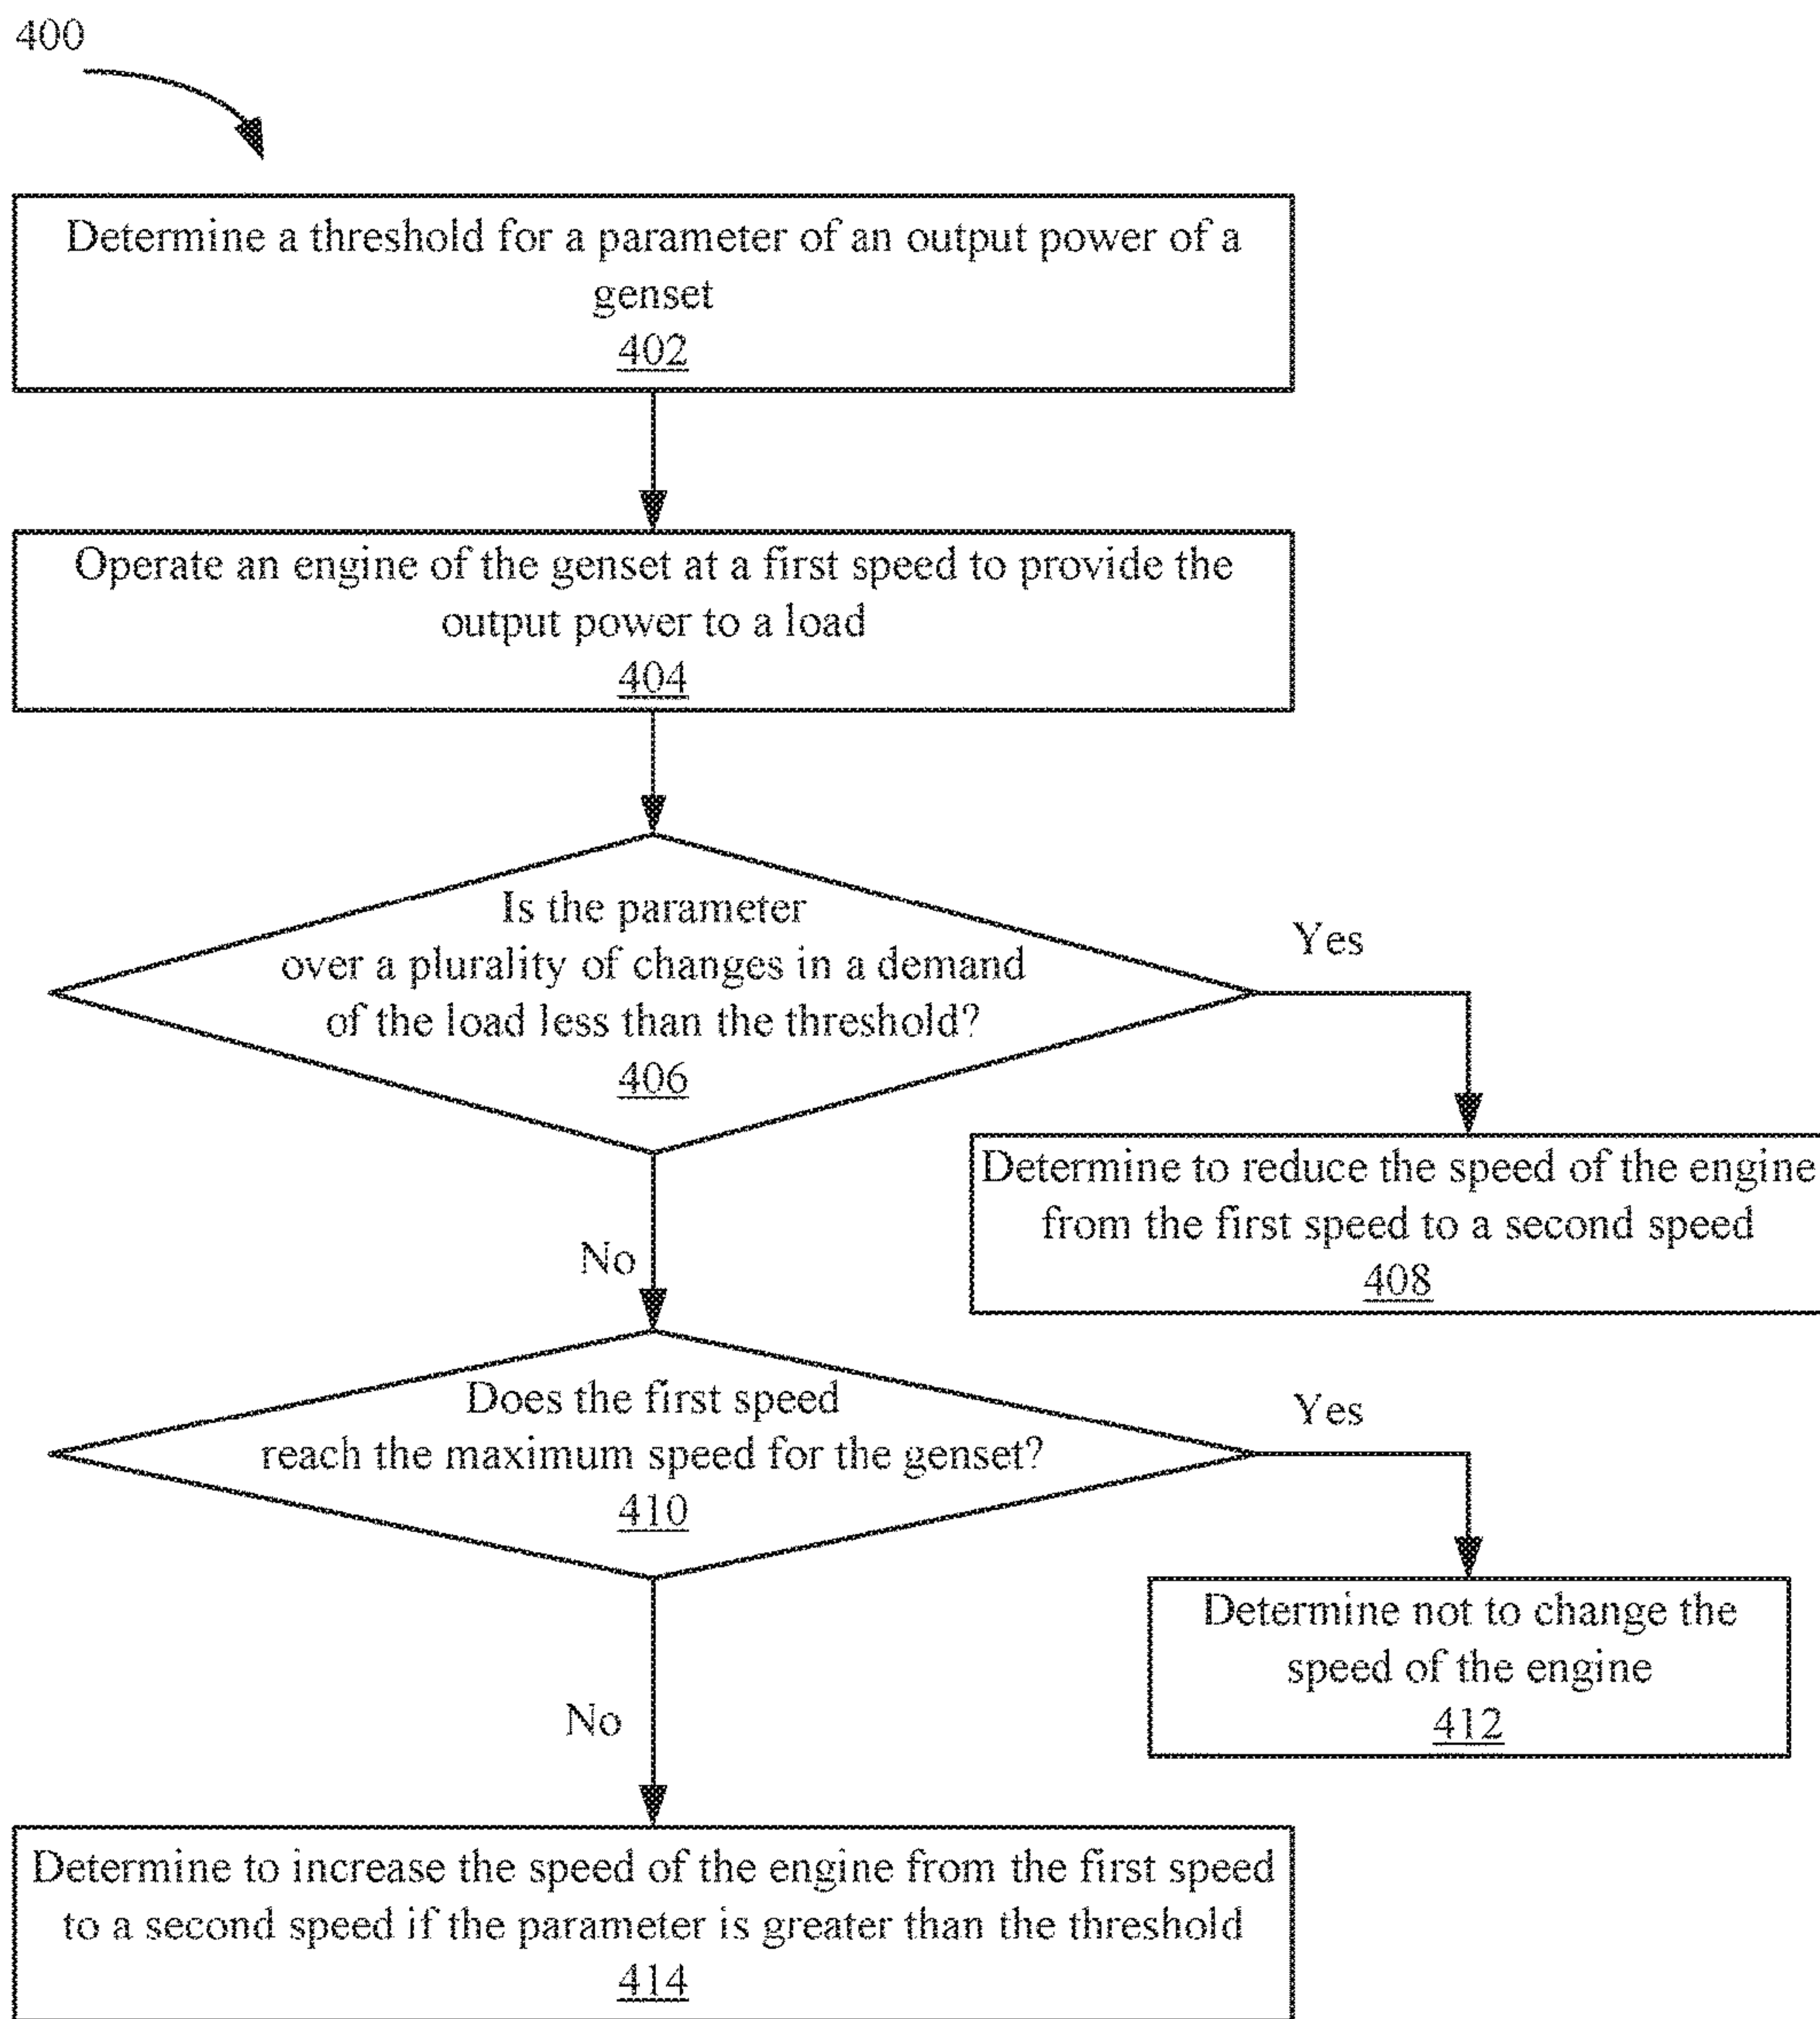 400
Determine a threshold for a parameter of an output power of a
genset
402
Operate an engine of the genset at a first speed to provide the
output power to a load
404
Is the parameter
over a plurality of changes in a demand
of the load less than the threshold?
406
Yes
Determine to reduce the speed of the engine
from the first speed to a second speed
408
No
Does the first speed
reach the maximum speed for the genset?
410
Yes
Determine not to change the
speed of the engine
412
No
Determine to increase the speed of the engine from the first speed
to a second speed if the parameter is greater than the threshold
414